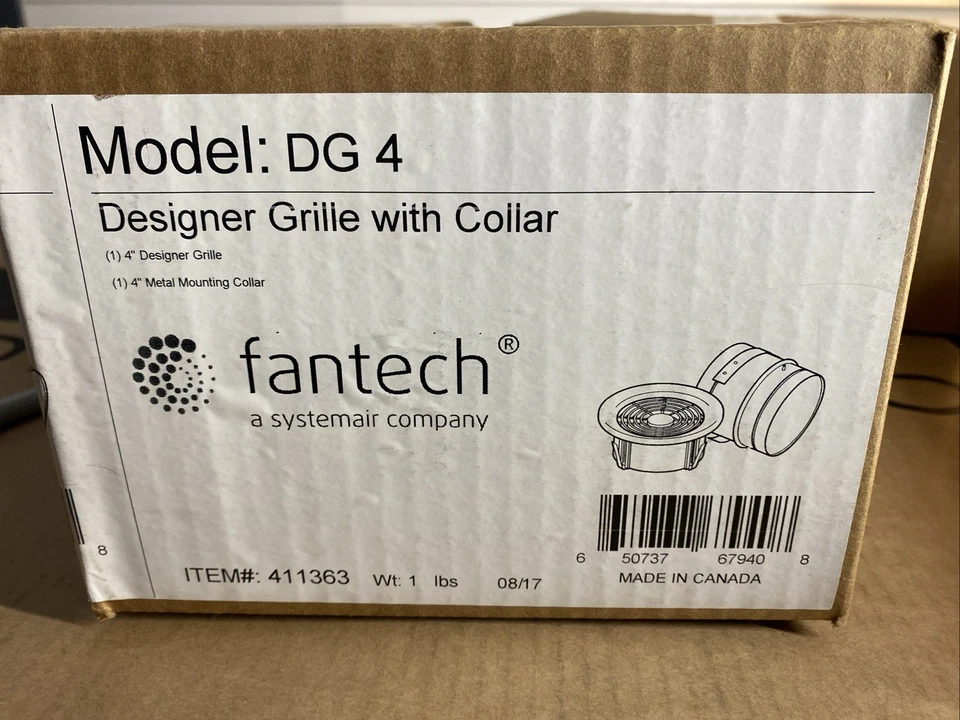 Model: DG 4
Designer Grille with Collar
(1) 4" Designer Grille
(1) 4" Metal Mounting Collar
fantech®
a systemair company
8
6 50737 67940 8
ITEM#: 411363 Wt: 1 lbs 08/17 MADE IN CANADA